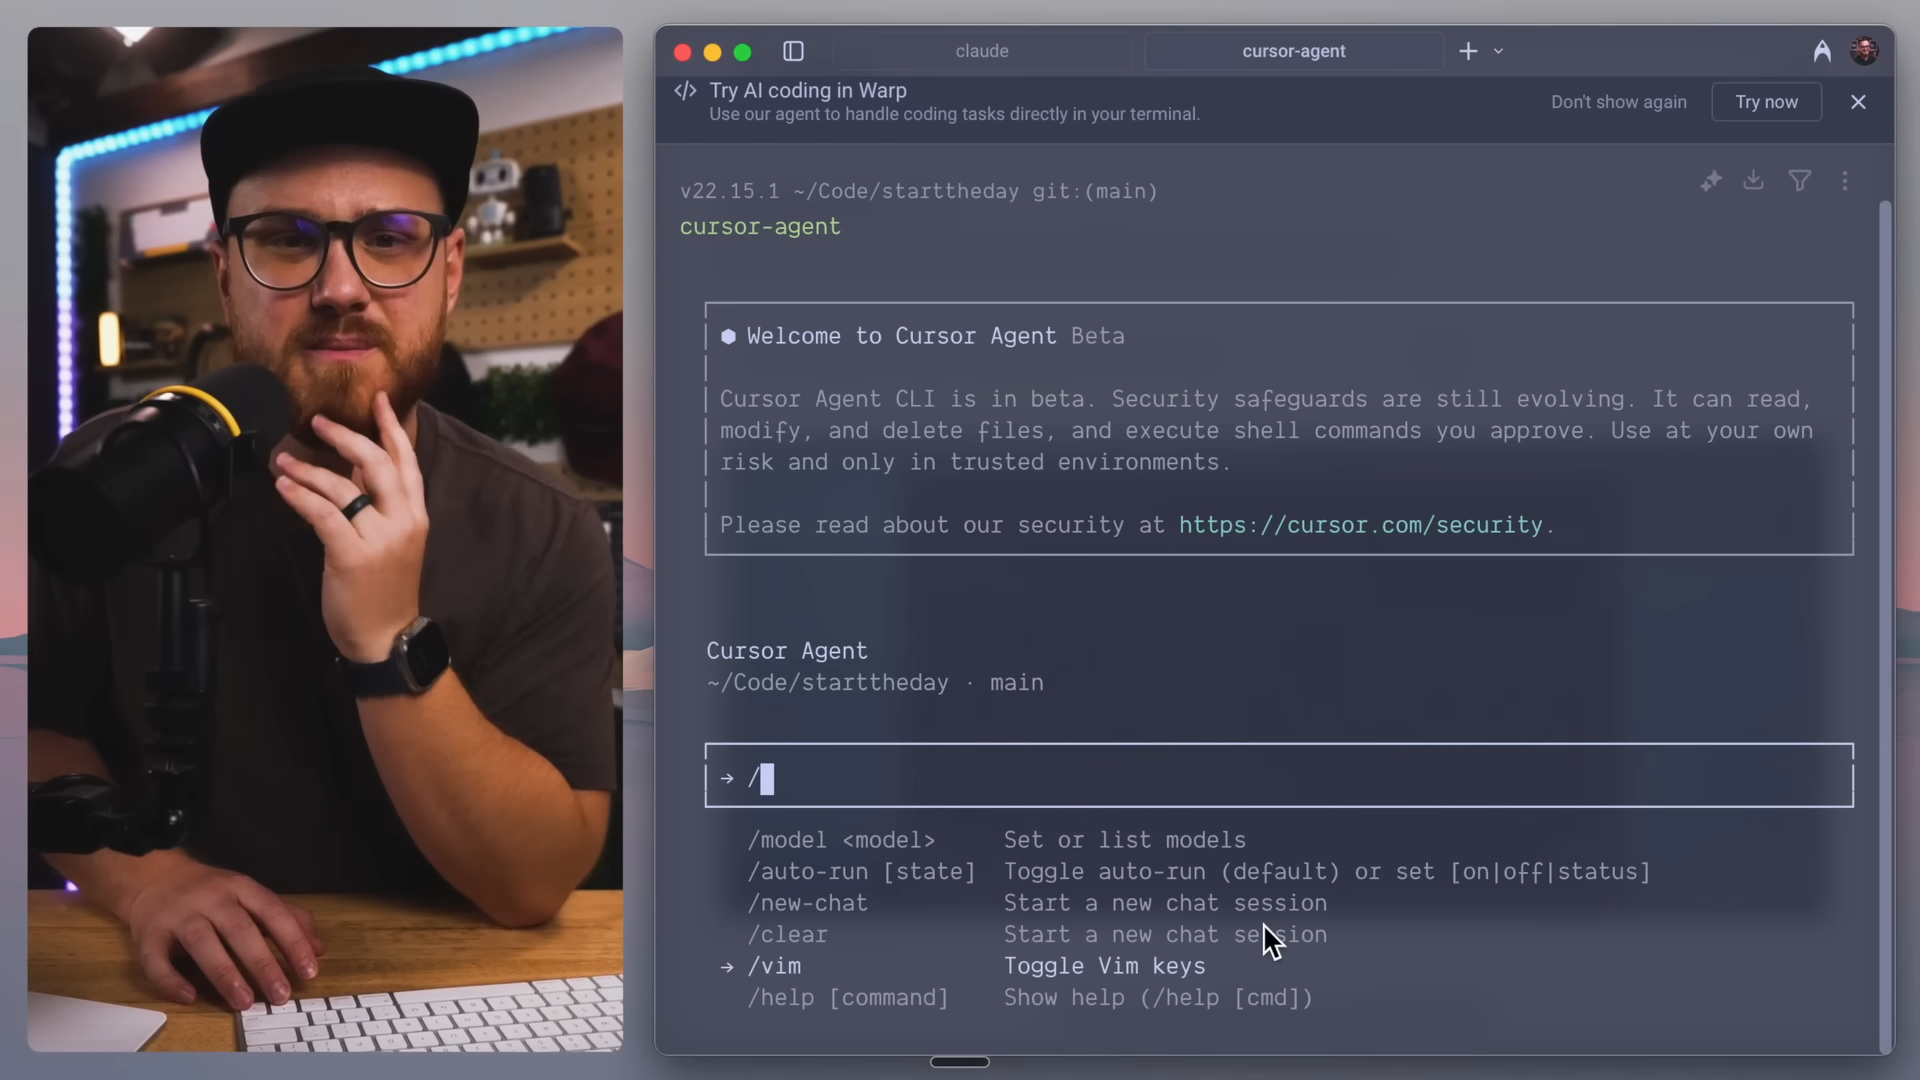 claude
cursor-agent
Try AI coding in Warp
Use our agent to handle coding tasks directly in your terminal.
Don't show again
Try now
v22.15.1 ~/Code/starttheday git:(main)
cursor-agent
Welcome to Cursor Agent Beta
Cursor Agent CLI is in beta. Security safeguards are still evolving. It can read,
modify, and delete files, and execute shell commands you approve. Use at your own
risk and only in trusted environments.
Please read about our security at https://cursor.com/security.
Cursor Agent
~/Code/starttheday · main
→ /
/model <model> Set or list models
/auto-run [state] Toggle auto-run (default) or set [on|off|status]
/new-chat Start a new chat session
/clear Start a new chat session
→ /vim Toggle Vim keys
/help [command] Show help (/help [cmd])